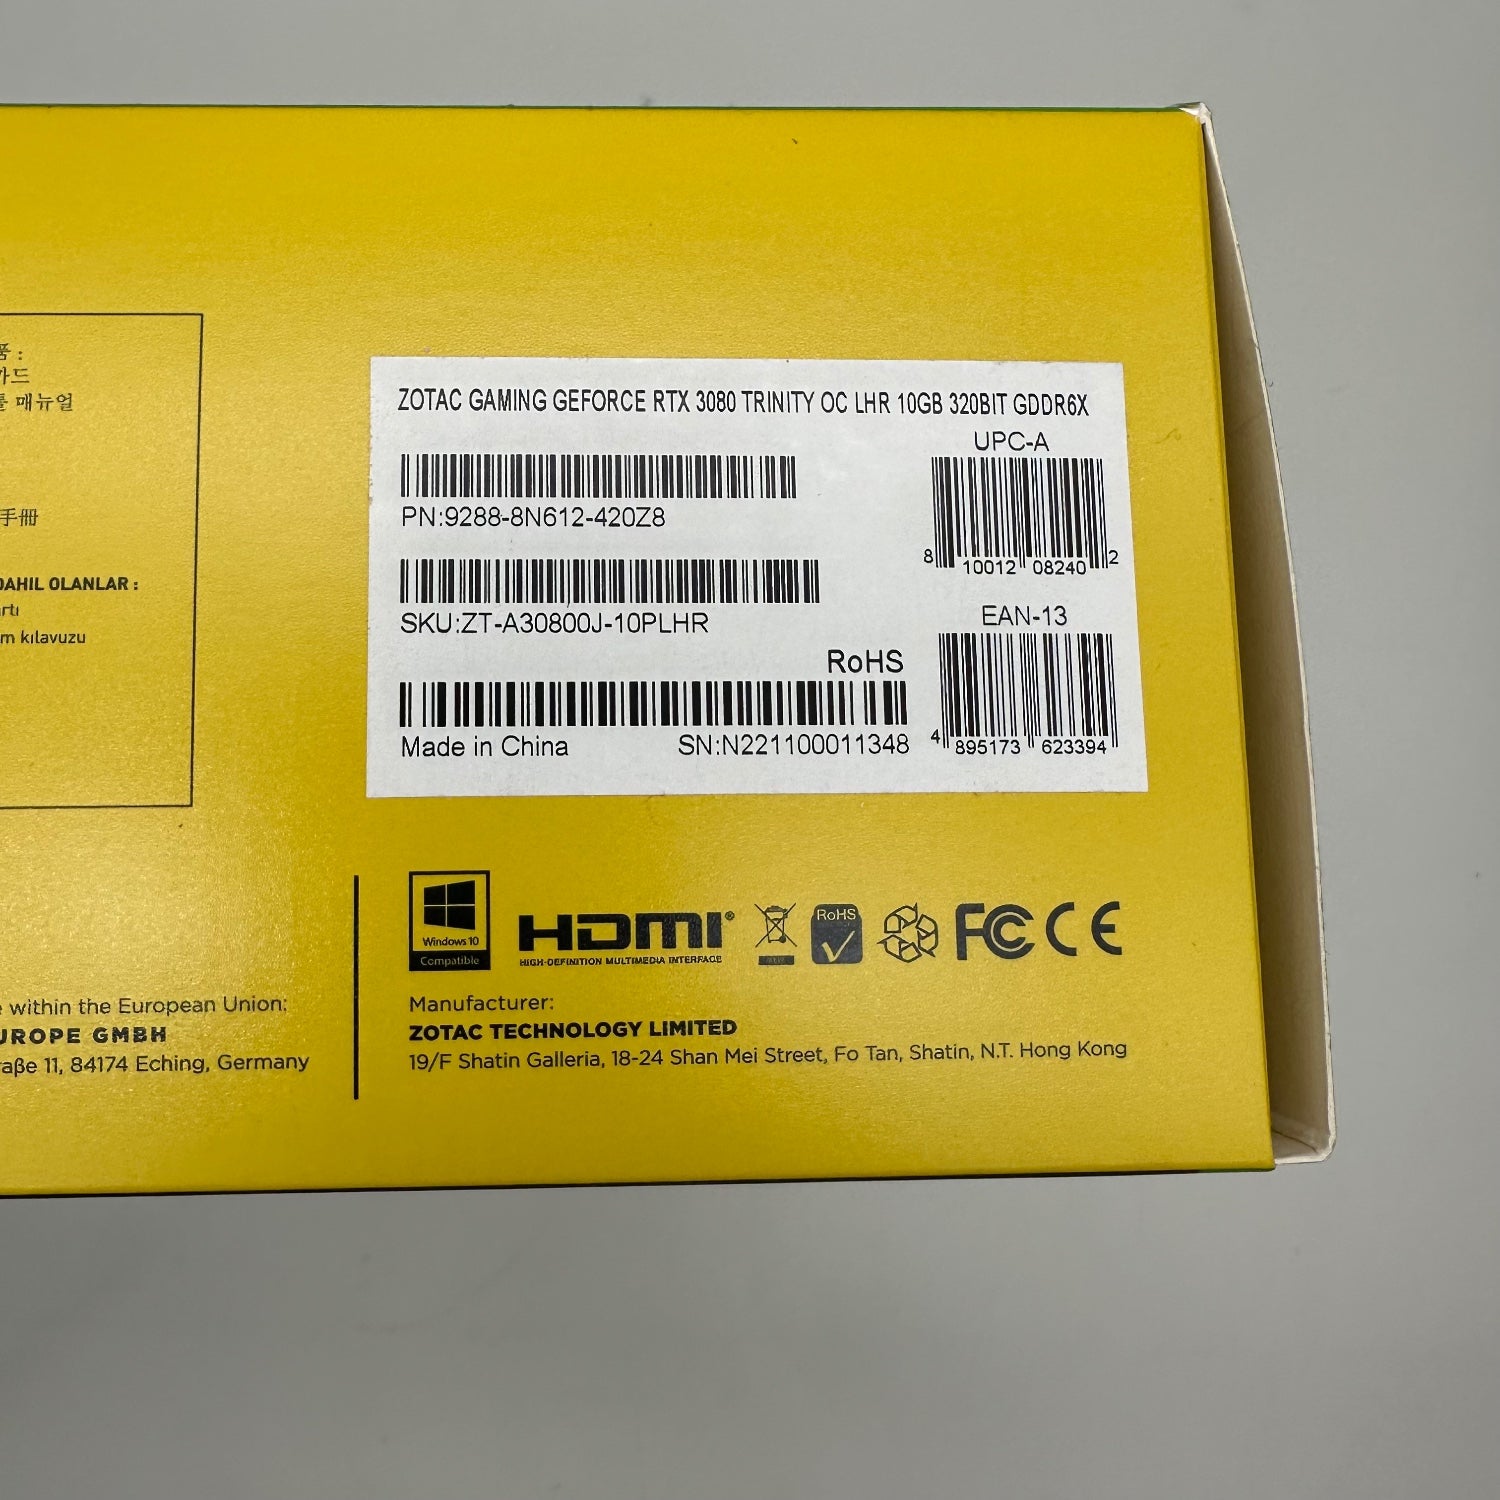 품 :
카드
매뉴얼
手冊
DAHIL OLANLAR :
artı
m kılavuzu
ZOTAC GAMING GEFORCE RTX 3080 TRINITY OC LHR 10GB 320BIT GDDR6X
UPC-A
PN:9288-8N612-420Z8
8 10012 08240 2
SKU:ZT-A30800J-10PLHR
EAN-13
RoHS
Made in China SN:N221100011348
4 895173 623394
Windows 10
Compatible
HDMI®
HIGH-DEFINITION MULTIMEDIA INTERFACE
RoHS
FC CE
e within the European Union:
UROPE GMBH
raβe 11, 84174 Eching, Germany
Manufacturer:
ZOTAC TECHNOLOGY LIMITED
19/F Shatin Galleria, 18-24 Shan Mei Street, Fo Tan, Shatin, N.T. Hong Kong